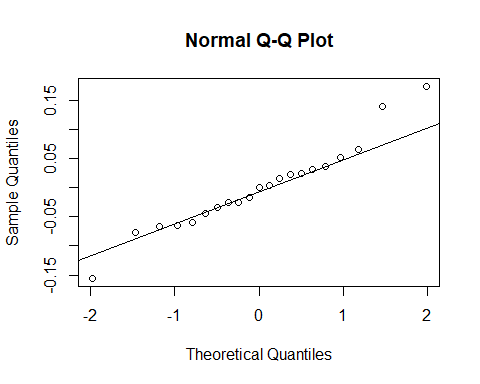 Normal Q-Q Plot
Sample Quantiles
0.15
0.05
-0.05
-0.15
-2 -1 0 1 2
Theoretical Quantiles